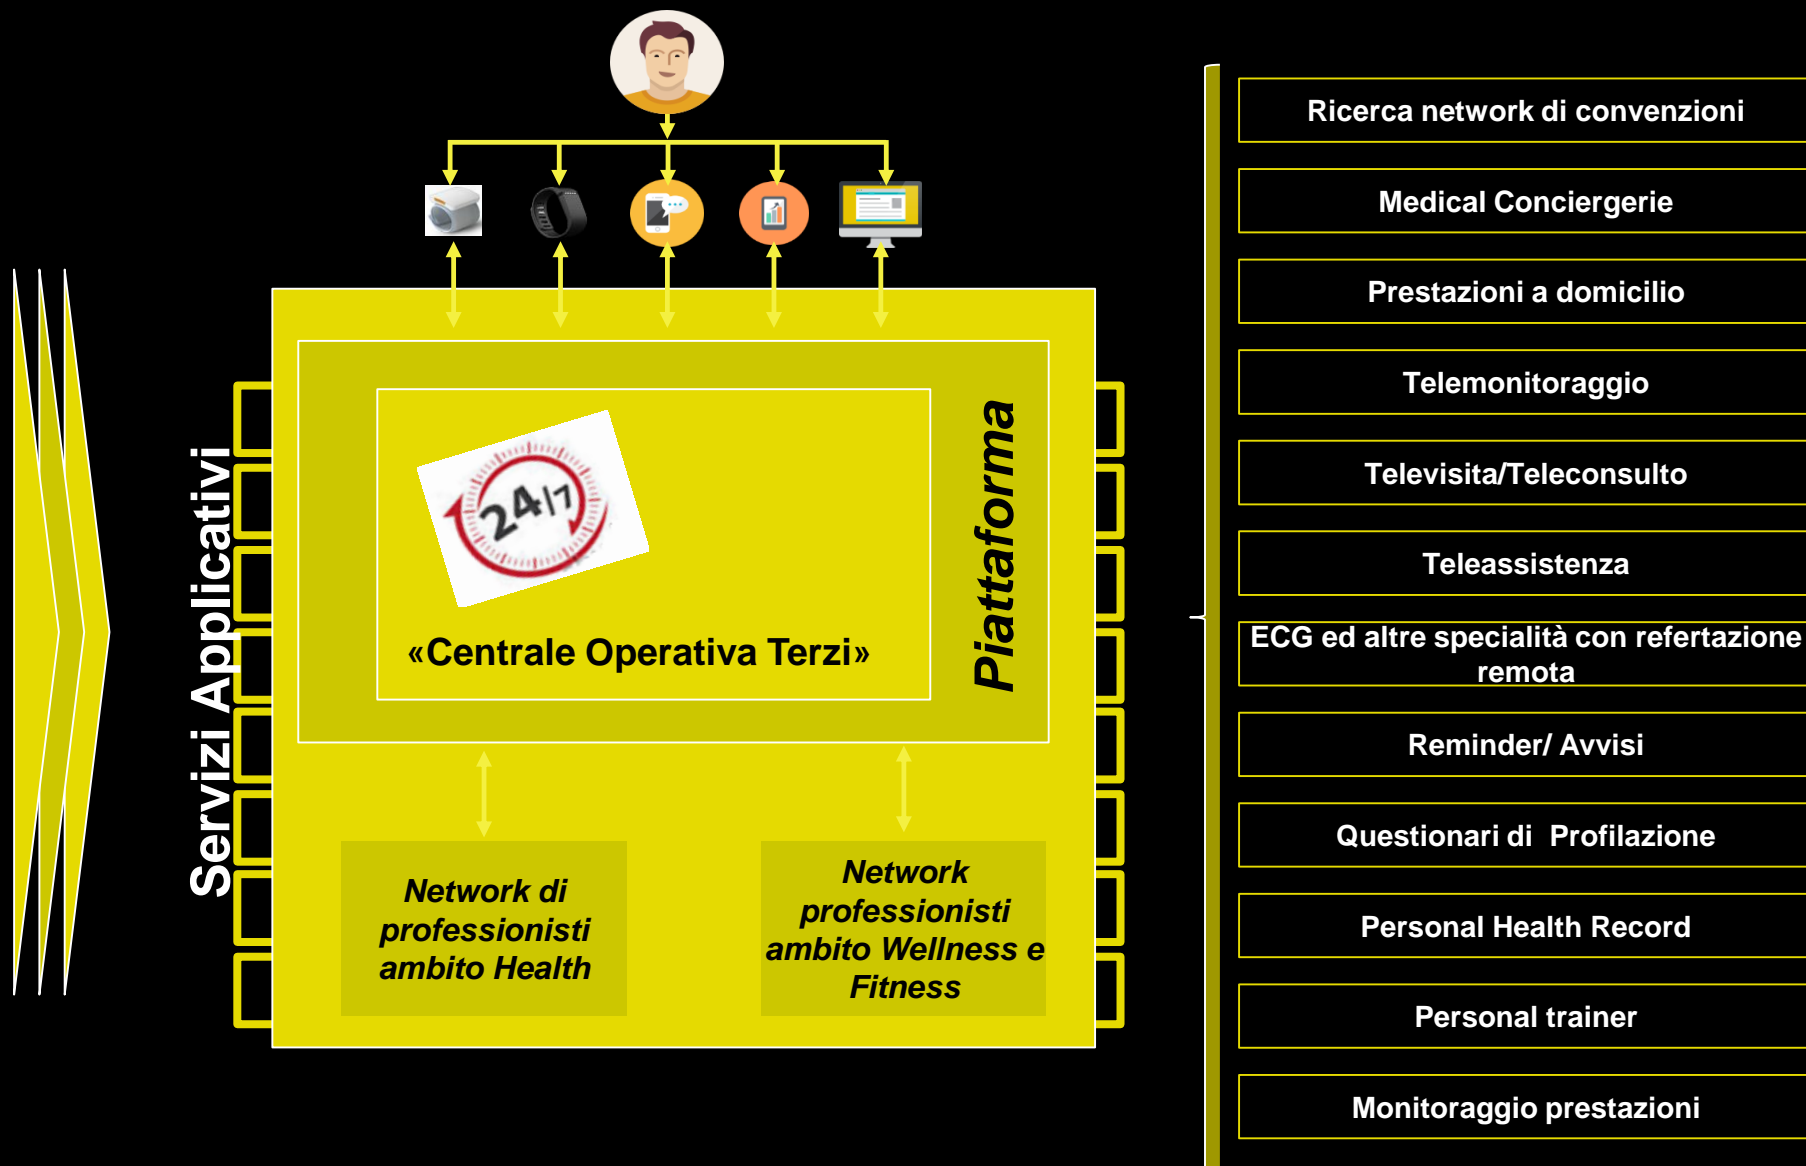 Servizi Applicativi
24/7
«Centrale Operativa Terzi»
Piattaforma
Network di
professionisti
ambito Health
Network
professionisti
ambito Wellness e
Fitness
Ricerca network di convenzioni
Medical Conciergerie
Prestazioni a domicilio
Telemonitoraggio
Televisita/Teleconsulto
Teleassistenza
ECG ed altre specialità con refertazione
remota
Reminder/ Avvisi
Questionari di  Profilazione
Personal Health Record
Personal trainer
Monitoraggio prestazioni